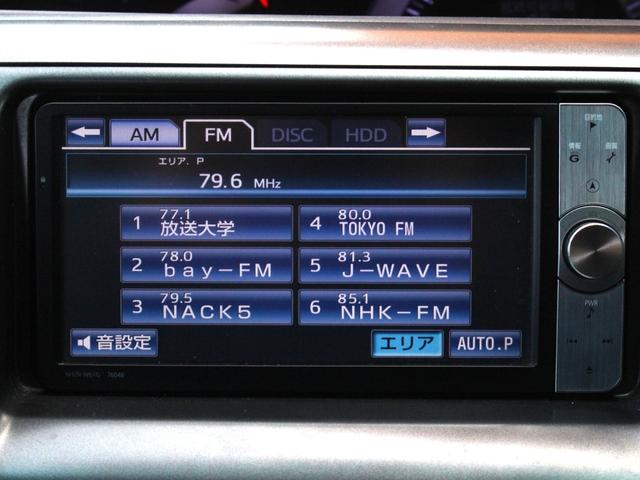 AM FM DISC HDD
エリア. P
79.6 MHz
1 77.1 放送大学
2 78.0 bay-FM
3 79.5 NACK5
4 80.0 TOKYO FM
5 81.3 J-WAVE
6 85.1 NHK-FM
音設定
エリア
AUTO.P
目的地
情報
画質
PWR